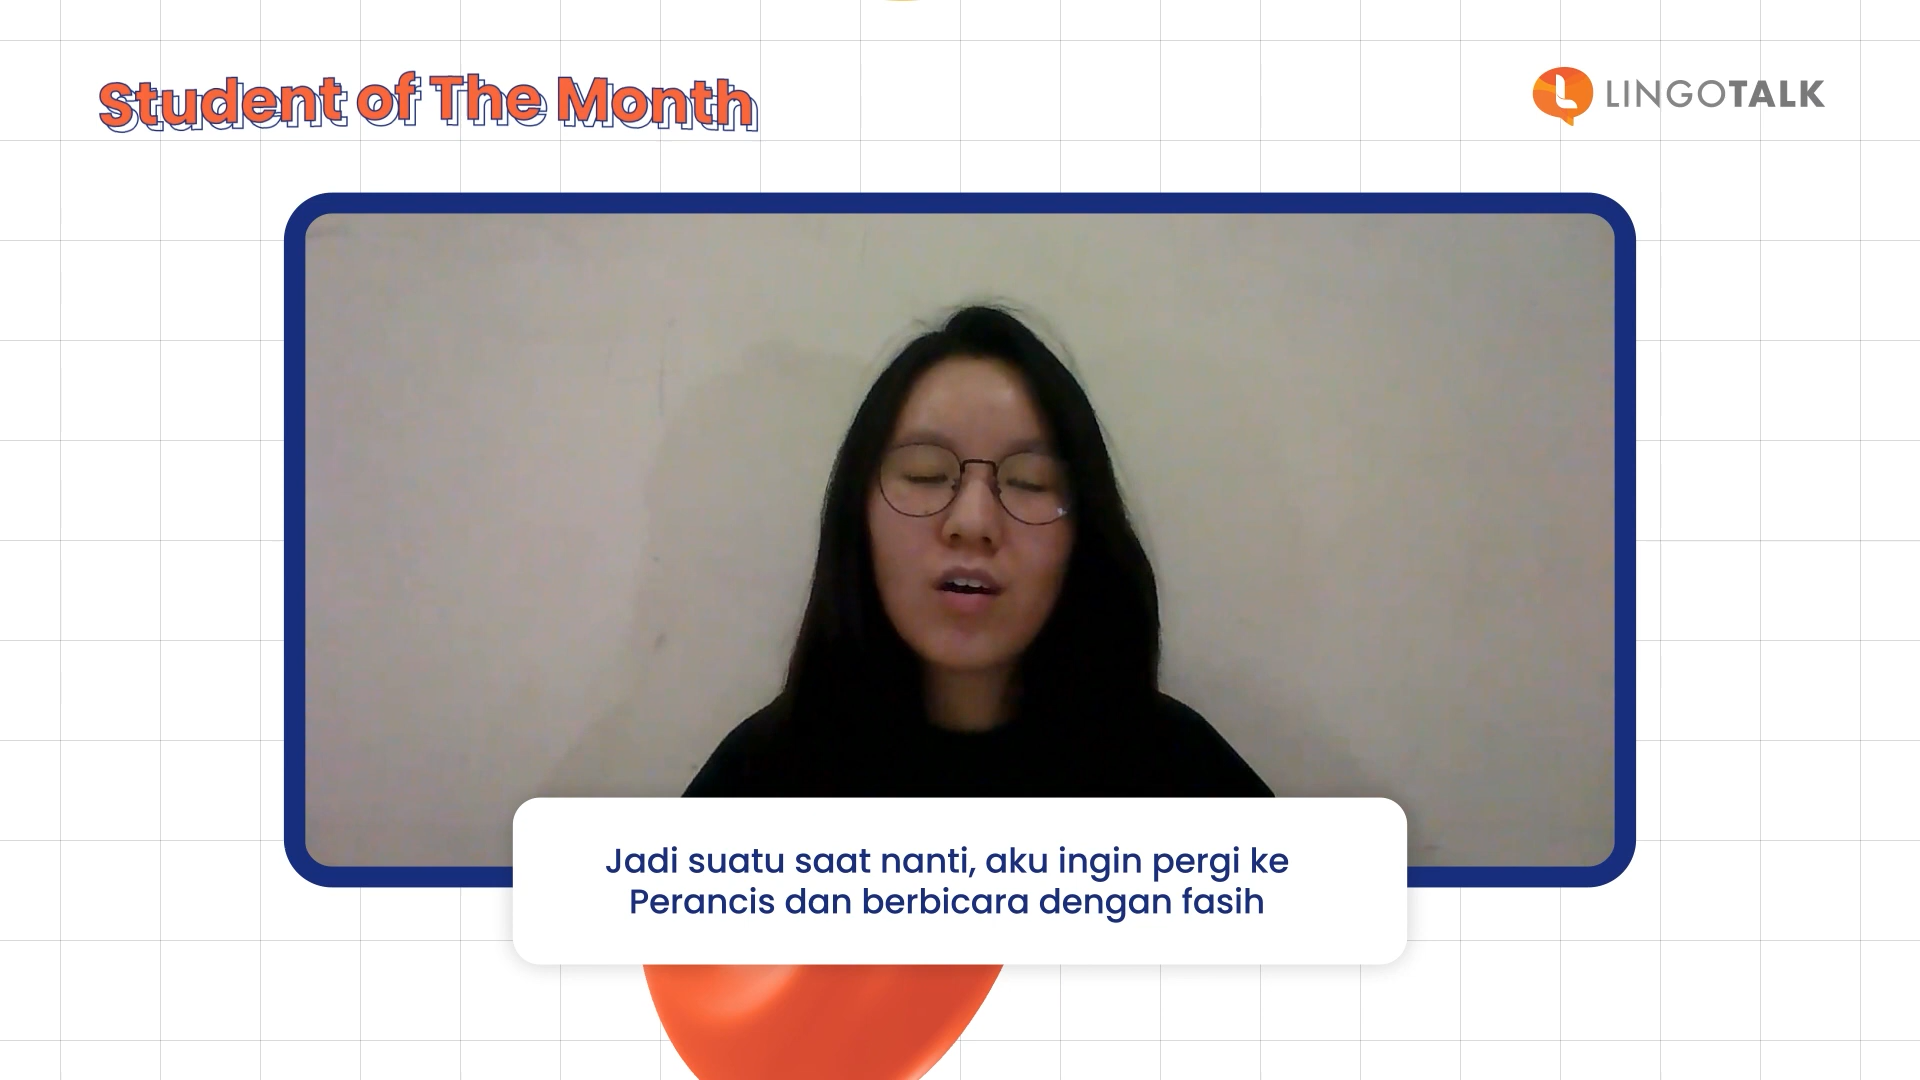 Student of The Month
LINGOTALK
Jadi suatu saat nanti, aku ingin pergi ke
Perancis dan berbicara dengan fasih